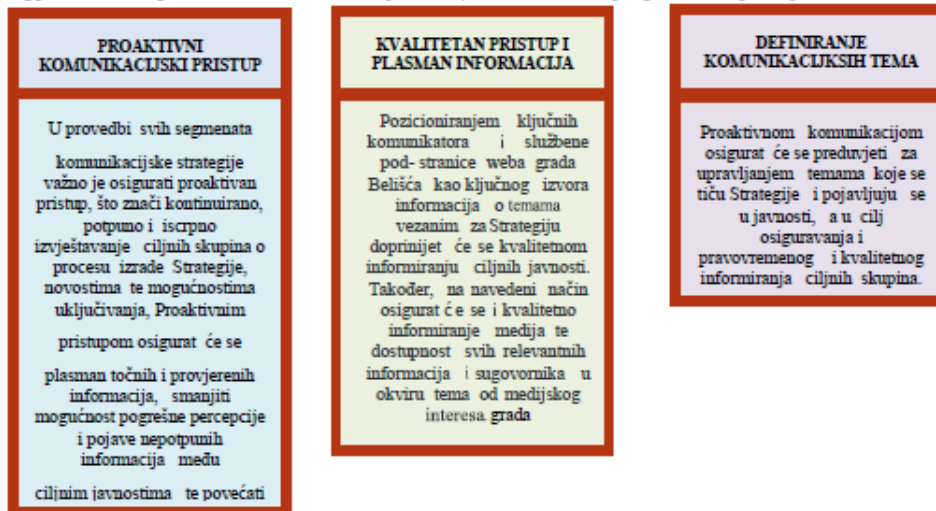 PROAKTIVNI
KOMUNIKACIJSKI PRISTUP
U provedbi svih segmenata
komunikacijske strategije
važno je osigurati proaktivan
pristup, što znači kontinuirano,
potpuno i iscrpno
izvještavanje ciljnih skupina o
procesu izrade Strategije,
novostima te mogućnostima
uključivanja, Proaktivnim
pristupom osigurat će se
plasman točnih i provjerenih
informacija, smanjiti
mogućnost pogrešne percepcije
i pojave nepotpunih
informacija među
ciljnim javnostima te povećati
KVALITETAN PRISTUP I
PLASMAN INFORMACIJA
Pozicioniranjem ključnih
komunikatora i službene
pod- stranice weba grada
Belišća kao ključnog izvora
informacija o temama
vezanim za Strategiju
doprinijet će se kvalitetnom
informiranju ciljnih javnosti.
Također, na navedeni način
osigurat ć e se i kvalitetno
informiranje medija te
dostupnost svih relevantnih
informacija i sugovornika u
okviru tema od medijskog
interesa. grada
DEFINIRANJE
KOMUNIKACIJKSIH TEMA
Proaktivnom komunikacijom
osigurat će se preduvjeti za
upravljanjem temama koje se
tiču Strategije i pojavljuju se
u javnosti, a u cilj
osiguravanja i
pravovremenog i kvalitetnog
informiranja ciljnih skupina.